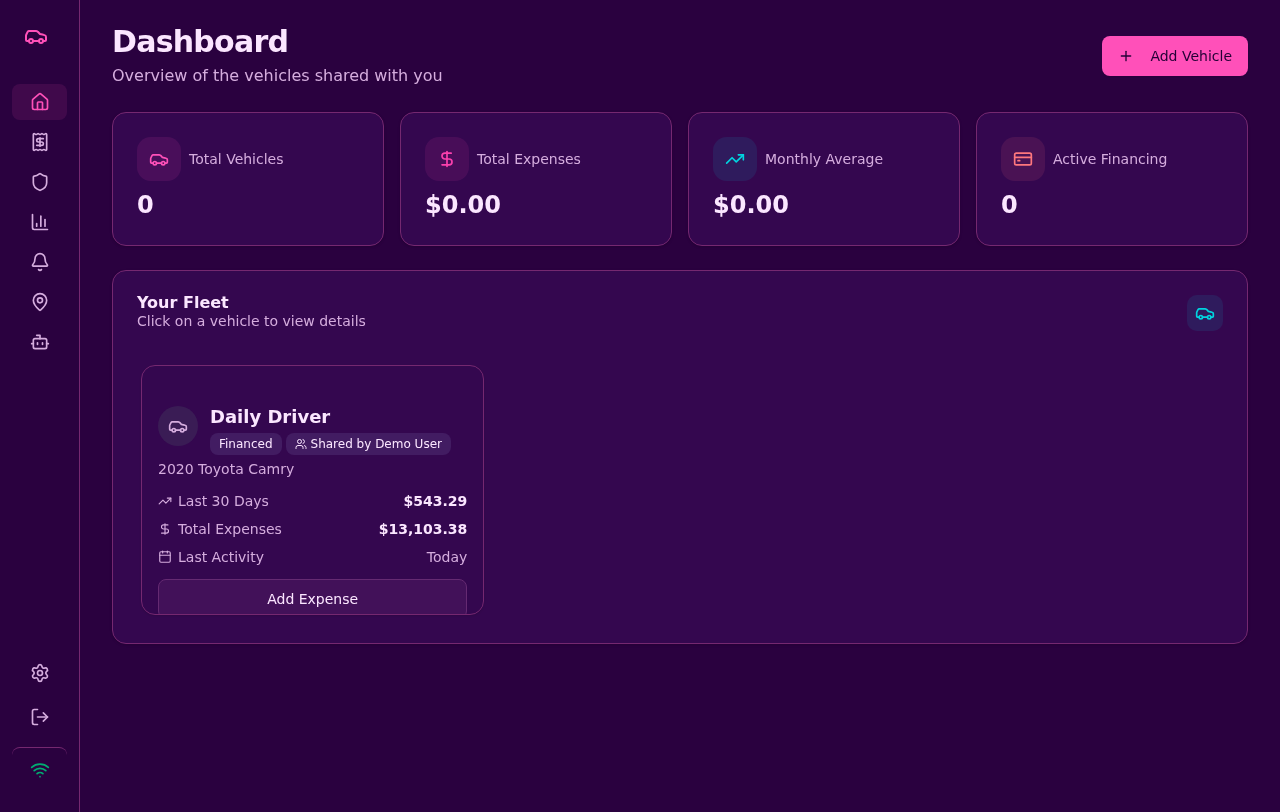 Dashboard
Overview of the vehicles shared with you
Add Vehicle
Total Vehicles
0
Total Expenses
$0.00
Monthly Average
$0.00
Active Financing
0
Your Fleet
Click on a vehicle to view details
Daily Driver
Financed
Shared by Demo User
2020 Toyota Camry
Last 30 Days $543.29
Total Expenses $13,103.38
Last Activity Today
Add Expense